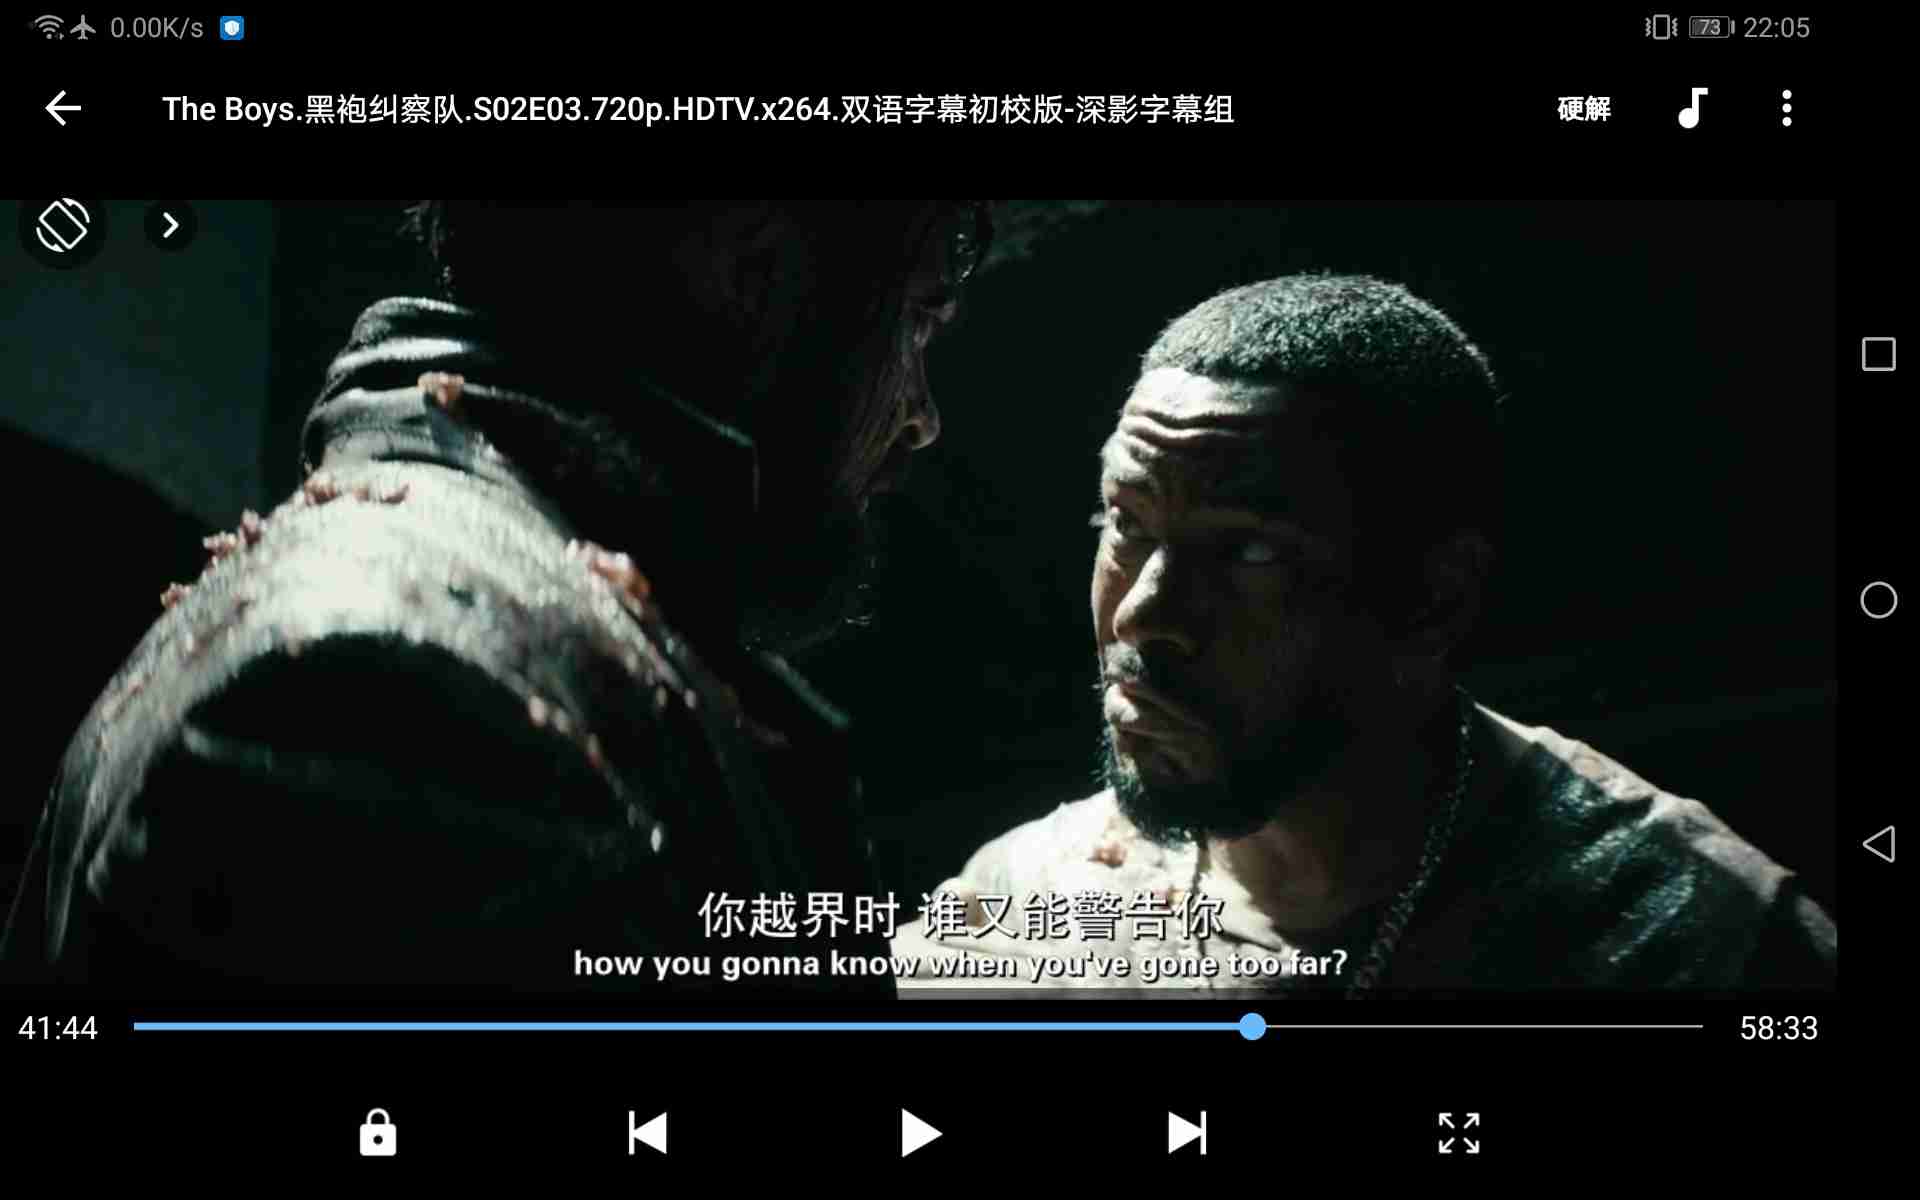 0.00K/s
73 22:05
The Boys.黑袍纠察队.S02E03.720p.HDTV.x264.双语字幕初校版-深影字幕组
硬解
你越界时 谁又能警告你
how you gonna know when you've gone too far?
41:44
58:33